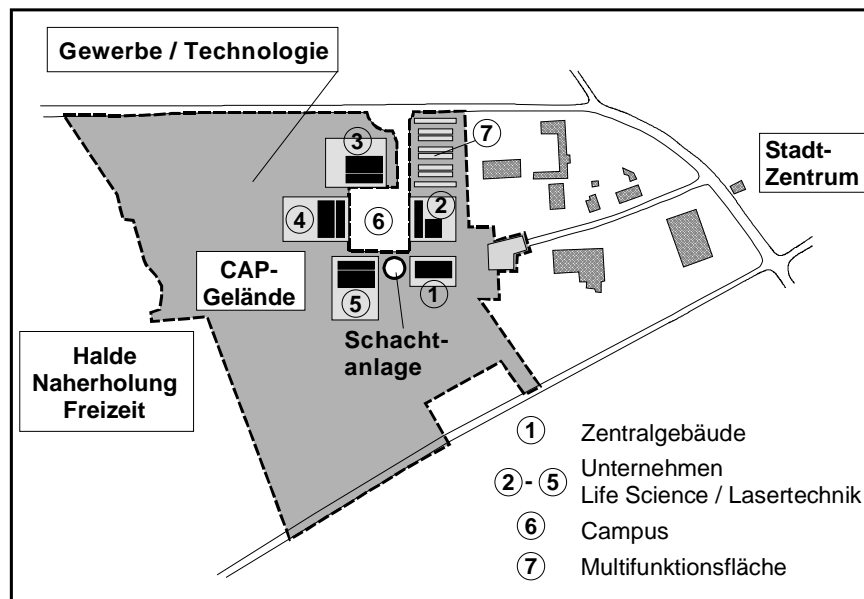 Gewerbe / Technologie
3
7
Stadt-
Zentrum
4
6
2
CAP-
Gelände
5
1
Schacht-
anlage
Halde
Naherholung
Freizeit
1 Zentralgebäude
2 - 5 Unternehmen
Life Science / Lasertechnik
6 Campus
7 Multifunktionsfläche